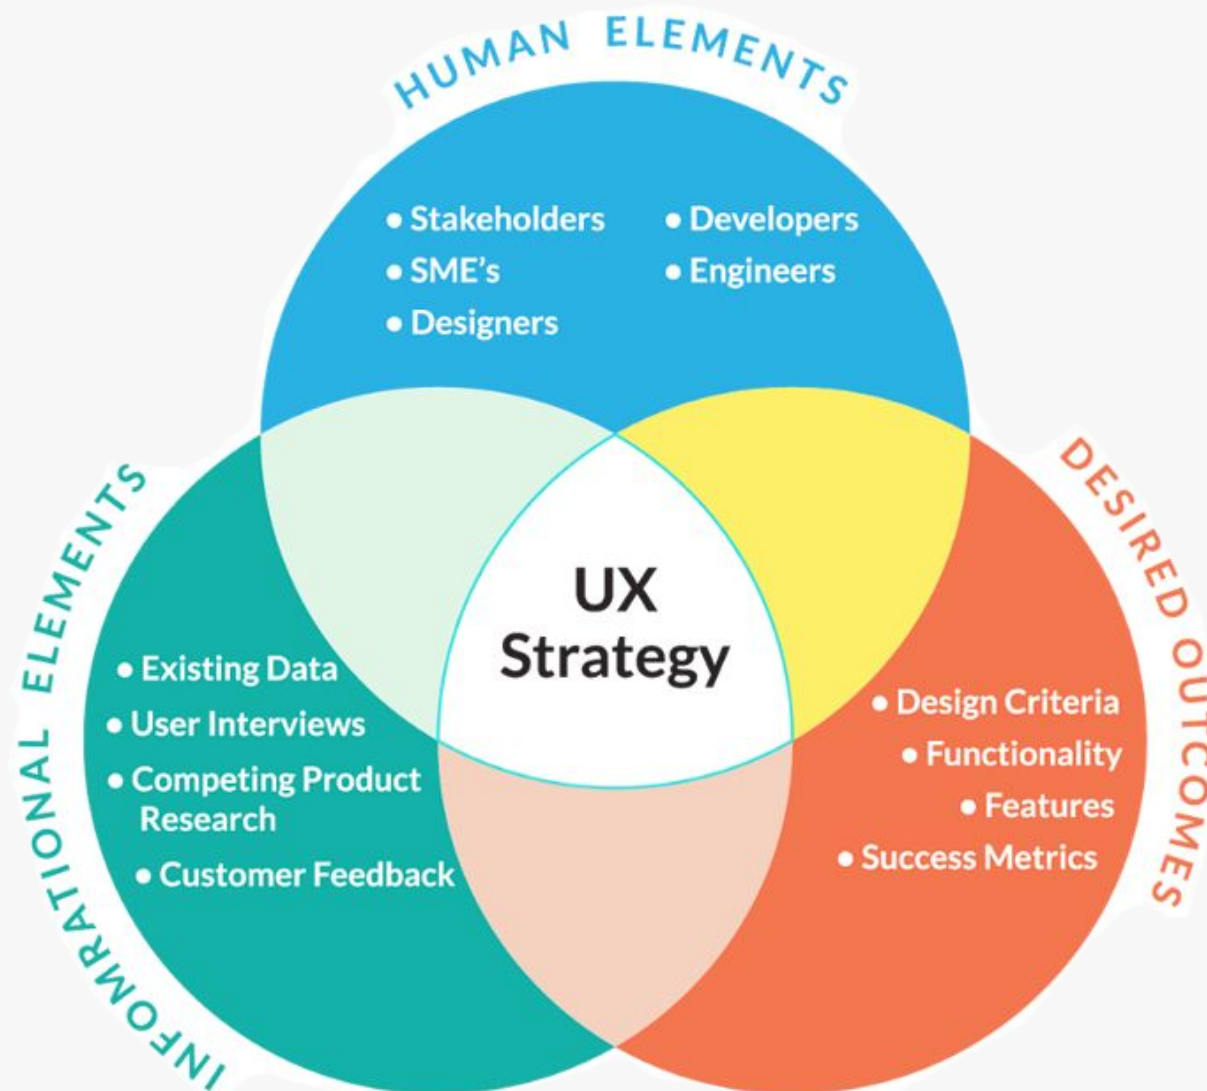 HUMAN ELEMENTS
• Stakeholders
• SME's
• Designers
• Developers
• Engineers
INFOMRATIONAL ELEMENTS
• Existing Data
• User Interviews
• Competing Product
Research
• Customer Feedback
UX
Strategy
DESIRED OUTCOMES
• Design Criteria
• Functionality
• Features
• Success Metrics